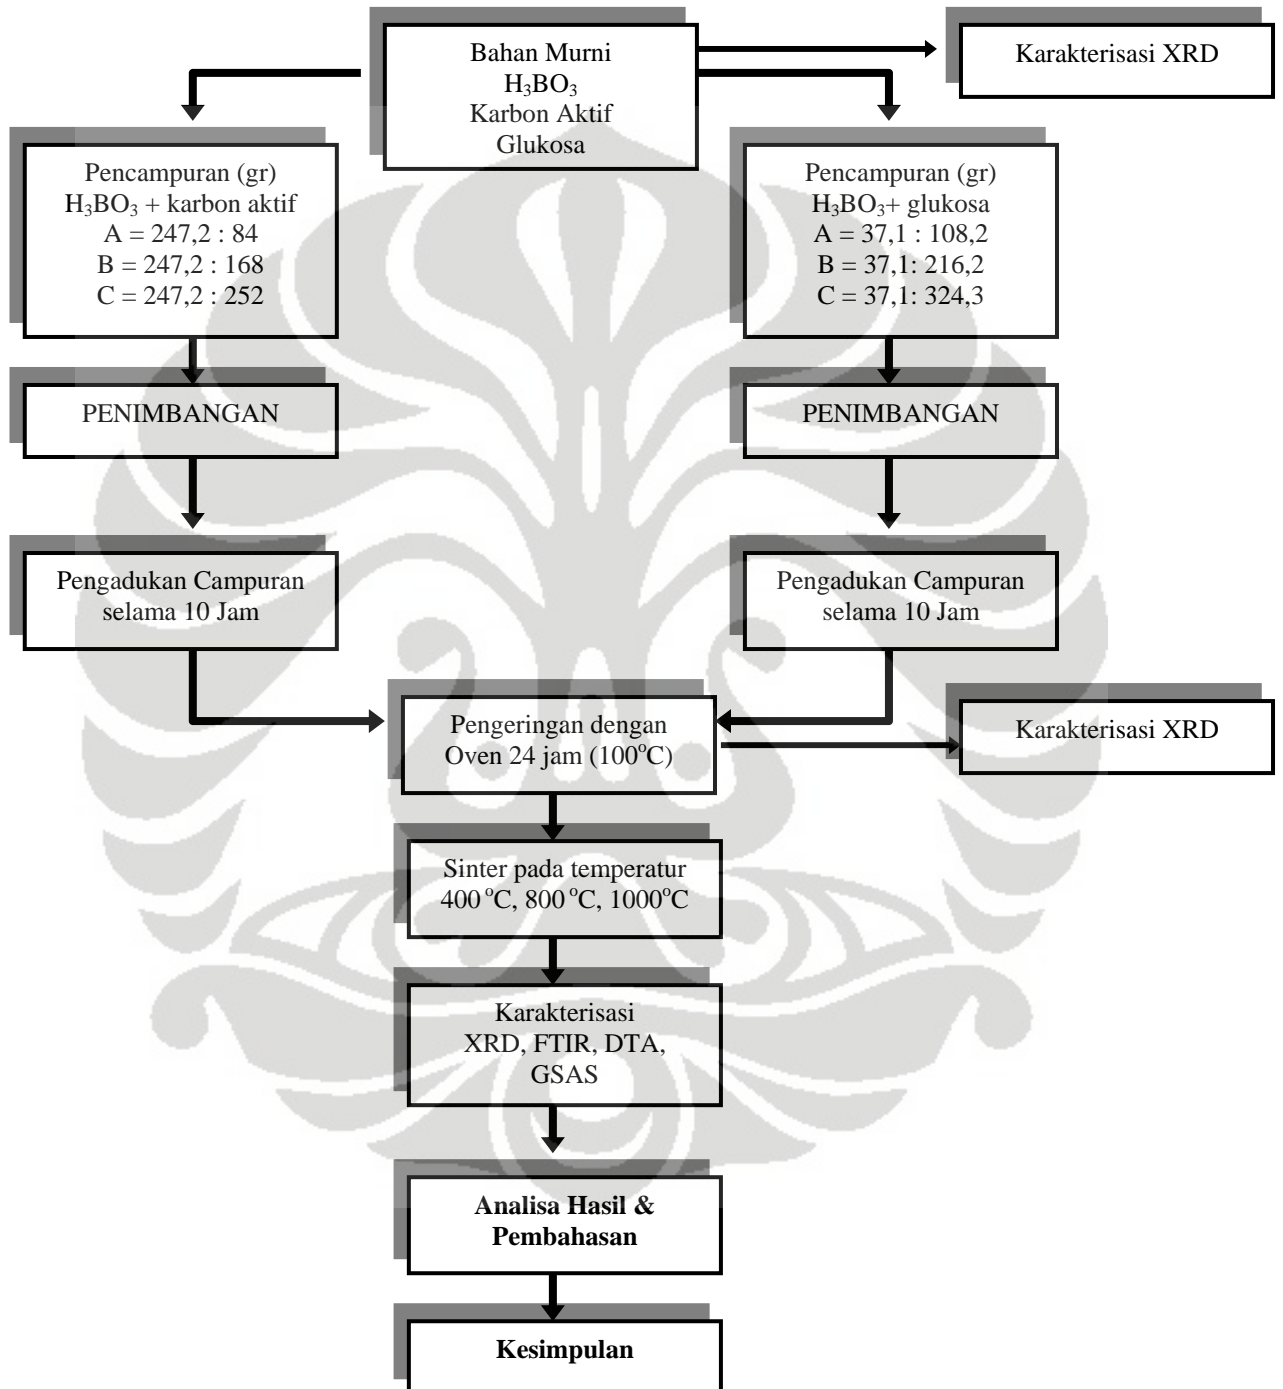 Bahan Murni
H₃BO₃
Karbon Aktif
Glukosa
Karakterisasi XRD
Pencampuran (gr)
H₃BO₃ + karbon aktif
A = 247,2 : 84
B = 247,2 : 168
C = 247,2 : 252
Pencampuran (gr)
H₃BO₃+ glukosa
A = 37,1 : 108,2
B = 37,1: 216,2
C = 37,1: 324,3
PENIMBANGAN
PENIMBANGAN
Pengadukan Campuran
selama 10 Jam
Pengadukan Campuran
selama 10 Jam
Pengeringan dengan
Oven 24 jam (100°C)
Karakterisasi XRD
Sinter pada temperatur
400 °C, 800 °C, 1000°C
Karakterisasi
XRD, FTIR, DTA,
GSAS
Analisa Hasil &
Pembahasan
Kesimpulan